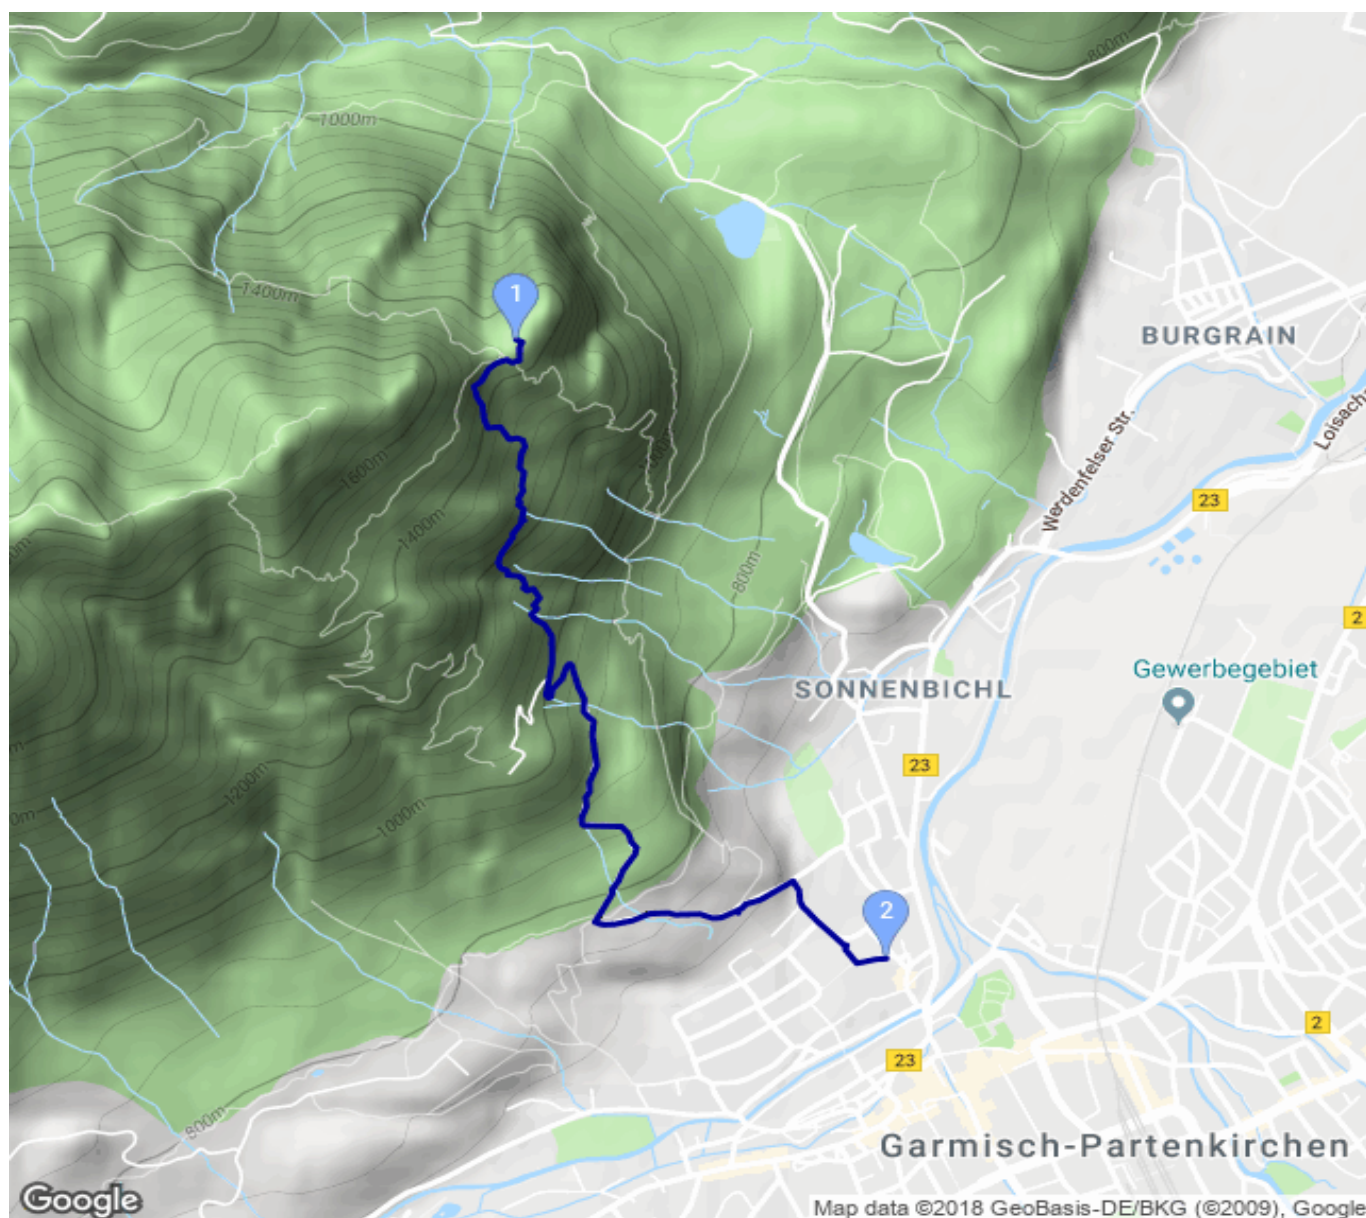 800m
1000m
1400m
1
BURGRAIN
Loisach
Werdenfelser Str.
1600m
23
1400m
800m
2
Gewerbegebiet
SONNENBICHL
23
1200m
1000m
2
2
23
800m
Garmisch-Partenkirchen
Google
Map data ©2018 GeoBasis-DE/BKG (©2009), Google